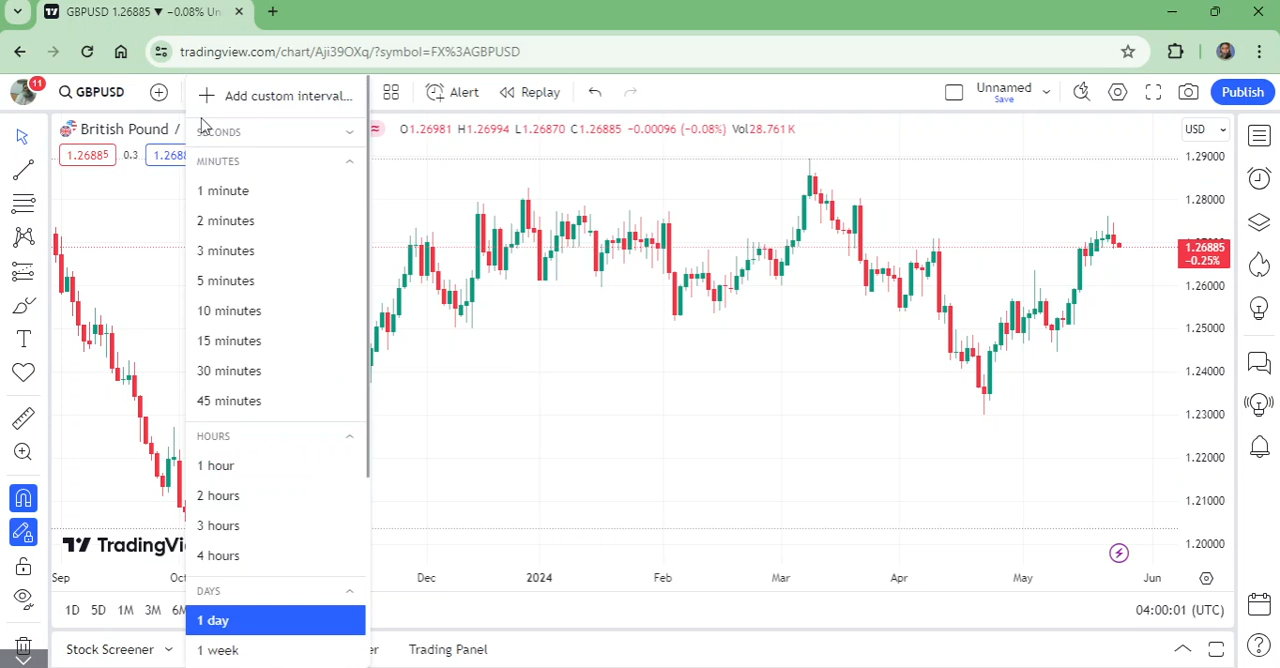 GBPUSD 1.26885 ▼ −0.08% Un
tradingview.com/chart/Aji39OXq/?symbol=FX%3AGBPUSD
11
GBPUSD
Add custom interval...
Alert
Replay
Unnamed
Save
Publish
British Pound /
SECONDS
O1.26981 H1.26994 L1.26870 C1.26885 −0.00096 (−0.08%) Vol28.761K
USD
1.26885
0.3
1.2688
MINUTES
1 minute
2 minutes
3 minutes
5 minutes
10 minutes
15 minutes
30 minutes
45 minutes
HOURS
1 hour
2 hours
3 hours
4 hours
DAYS
1 day
1 week
1.29000
1.28000
1.26885
−0.25%
1.26000
1.25000
1.24000
1.23000
1.22000
1.21000
1.20000
TradingVi
Sep
Oct
Dec
2024
Feb
Mar
Apr
May
Jun
1D 5D 1M 3M 6M
04:00:01 (UTC)
Stock Screener
er
Trading Panel